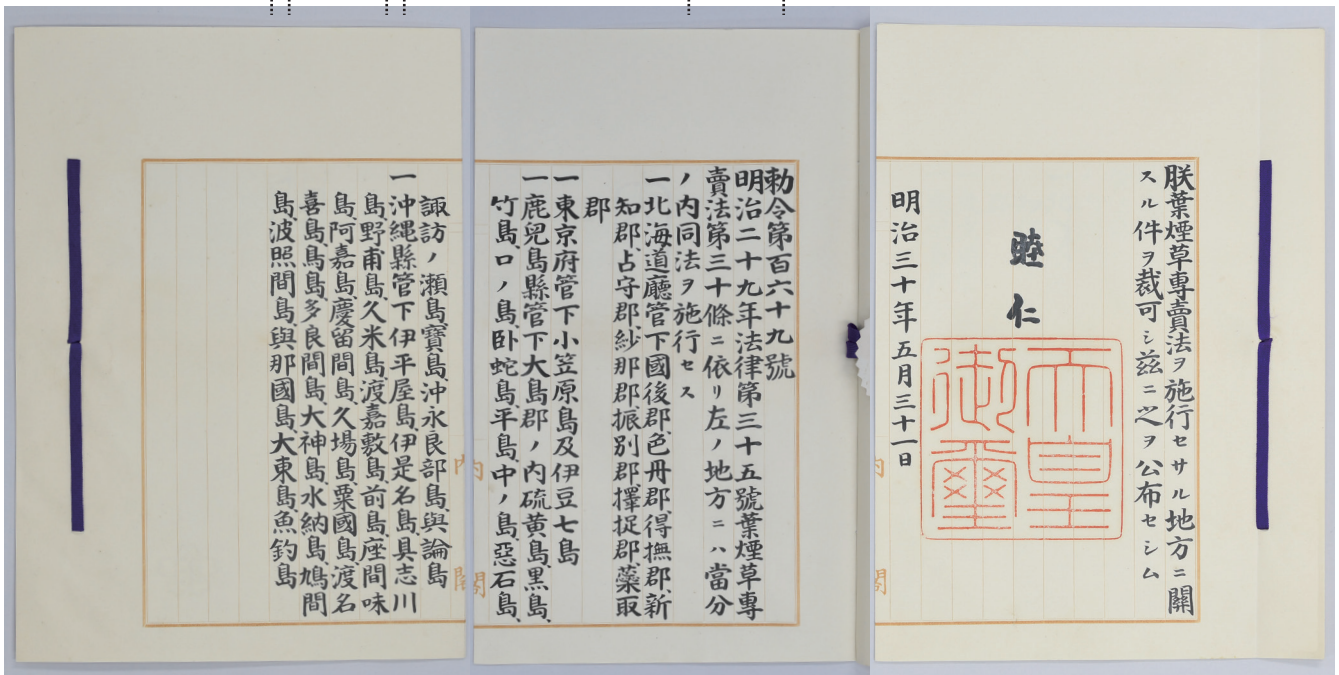 朕葉煙草專賣法ヲ施行セサル地方ニ關
スル件ヲ裁可シ茲ニ之ヲ公布セシム
睦仁
天皇
御璽
明治三十年五月三十一日
勅令第百六十九號
明治二十九年法律第三十五號葉煙草專
賣法第三十條ニ依リ左ノ地方ニハ當分
ノ内同法ヲ施行セス
一北海道廳管下國後郡、色丹郡、得撫郡、新
知郡、占守郡、紗那郡、振別郡、擇捉郡、蘂取
郡
一東京府管下小笠原島及伊豆七島
一鹿兒島縣管下大島郡ノ内硫黄島、黒島、
竹島、口ノ島、臥蛇島、平島、中ノ島、惡石島、
諏訪ノ瀬島、寶島、沖永良部島、與論島
一沖縄縣管下伊平屋島、伊是名島、具志川
島、野甫島、久米島、渡嘉敷島、前島、座間味
島、阿嘉島、慶留間島、久場島、粟國島、渡名
喜島、鳥島、多良間島、大神島、水納島、鳩間
島、波照間島、與那國島、大東島、魚釣島
内閣
内閣